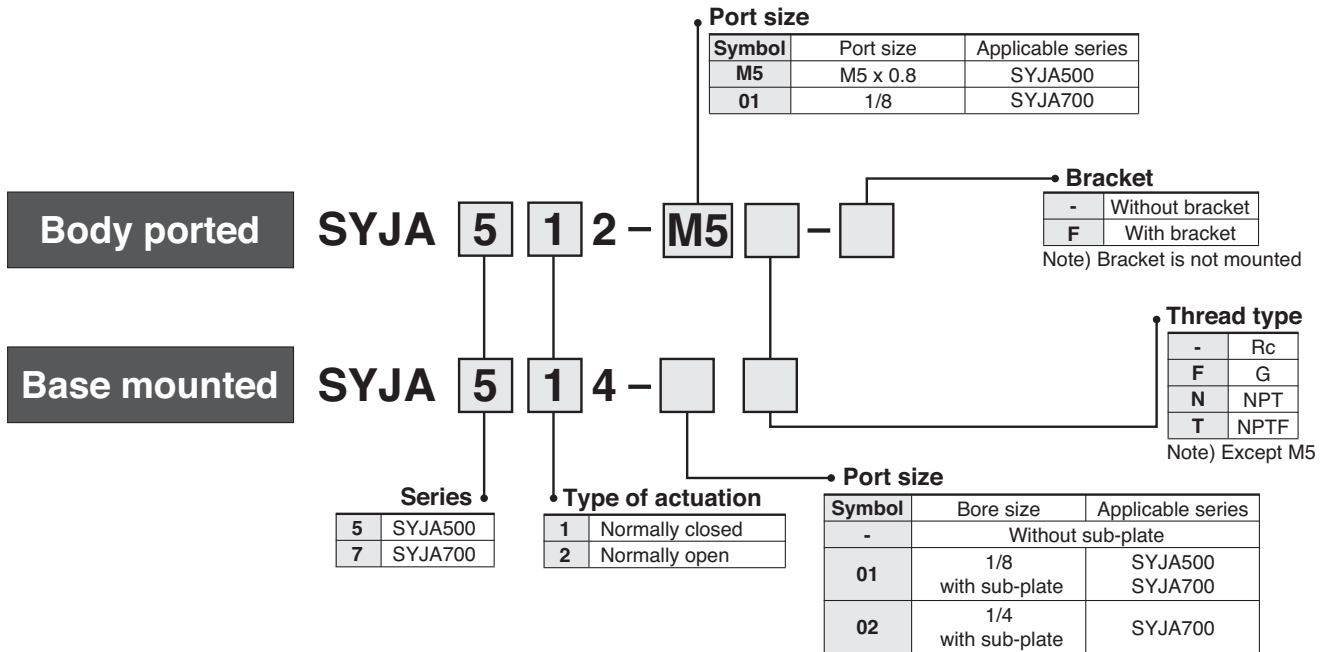 Port size
Symbol Port size Applicable series
M5 M5 x 0.8 SYJA500
01 1/8 SYJA700
Body ported SYJA 5 1 2 – M5 –
Bracket
- Without bracket
F With bracket
Note) Bracket is not mounted
Base mounted SYJA 5 1 4 –
Thread type
- Rc
F G
N NPT
T NPTF
Note) Except M5
Series
5 SYJA500
7 SYJA700
Type of actuation
1 Normally closed
2 Normally open
Port size
Symbol Bore size Applicable series
- Without sub-plate
01 1/8 with sub-plate SYJA500 SYJA700
02 1/4 with sub-plate SYJA700